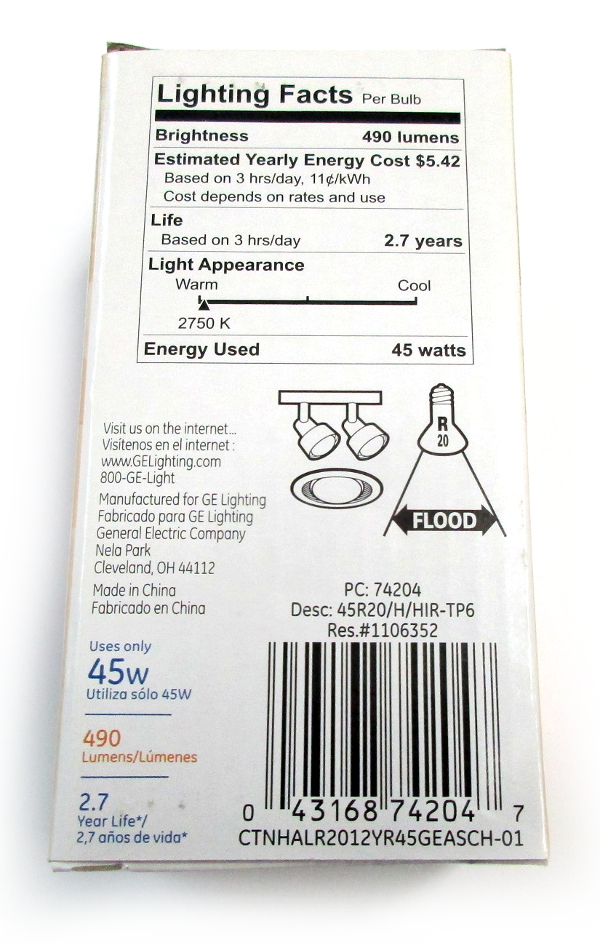 Lighting Facts Per Bulb
Brightness 490 lumens
Estimated Yearly Energy Cost $5.42
Based on 3 hrs/day, 11¢/kWh
Cost depends on rates and use
Life
Based on 3 hrs/day 2.7 years
Light Appearance
Warm Cool
2750 K
Energy Used 45 watts
R
20
FLOOD
Visit us on the internet...
Visítenos en el internet :
www.GELighting.com
800-GE-Light
Manufactured for GE Lighting
Fabricado para GE Lighting
General Electric Company
Nela Park
Cleveland, OH 44112
Made in China
Fabricado en China
PC: 74204
Desc: 45R20/H/HIR-TP6
Res.#1106352
Uses only
45W
Utiliza sólo 45W
490
Lumens/Lúmenes
2.7
Year Life*/
2,7 años de vida*
0 43168 74204 7
CTNHALR2012YR45GEASCH-01